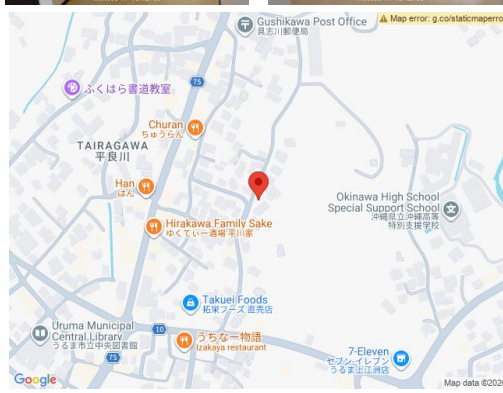 Gushikawa Post Office
具志川郵便局
Map error: g.co/staticmaperro
75
ふくはら書道教室
Churan
ちゅうらん
TAIRAGAWA
平良川
Han
はん
Okinawa High School
Special Support School
沖縄県立沖縄高等
特別支援学校
Hirakawa Family Sake
ゆくてぃー酒場 平川家
Takuei Foods
拓栄フーズ 直売店
Uruma Municipal
Central Library
うるま市立中央図書館
10
うちなー物語
Izakaya restaurant
75
7-Eleven
セブン-イレブン
うるま上江洲店
Google
Map data ©2026